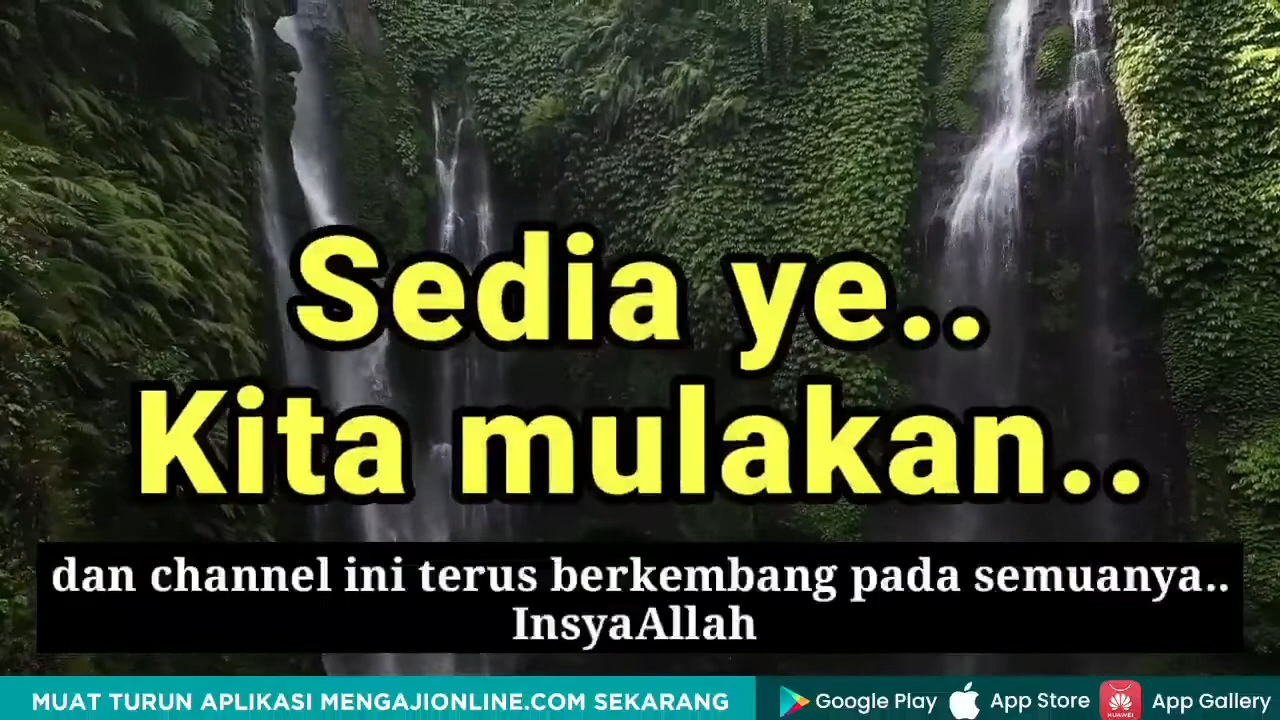 Sedia ye..
Kita mulakan..
dan channel ini terus berkembang pada semuanya..
InsyaAllah
MUAT TURUN APLIKASI MENGAJIONLINE.COM SEKARANG
Google Play
App Store
HUAWEI
App Gallery